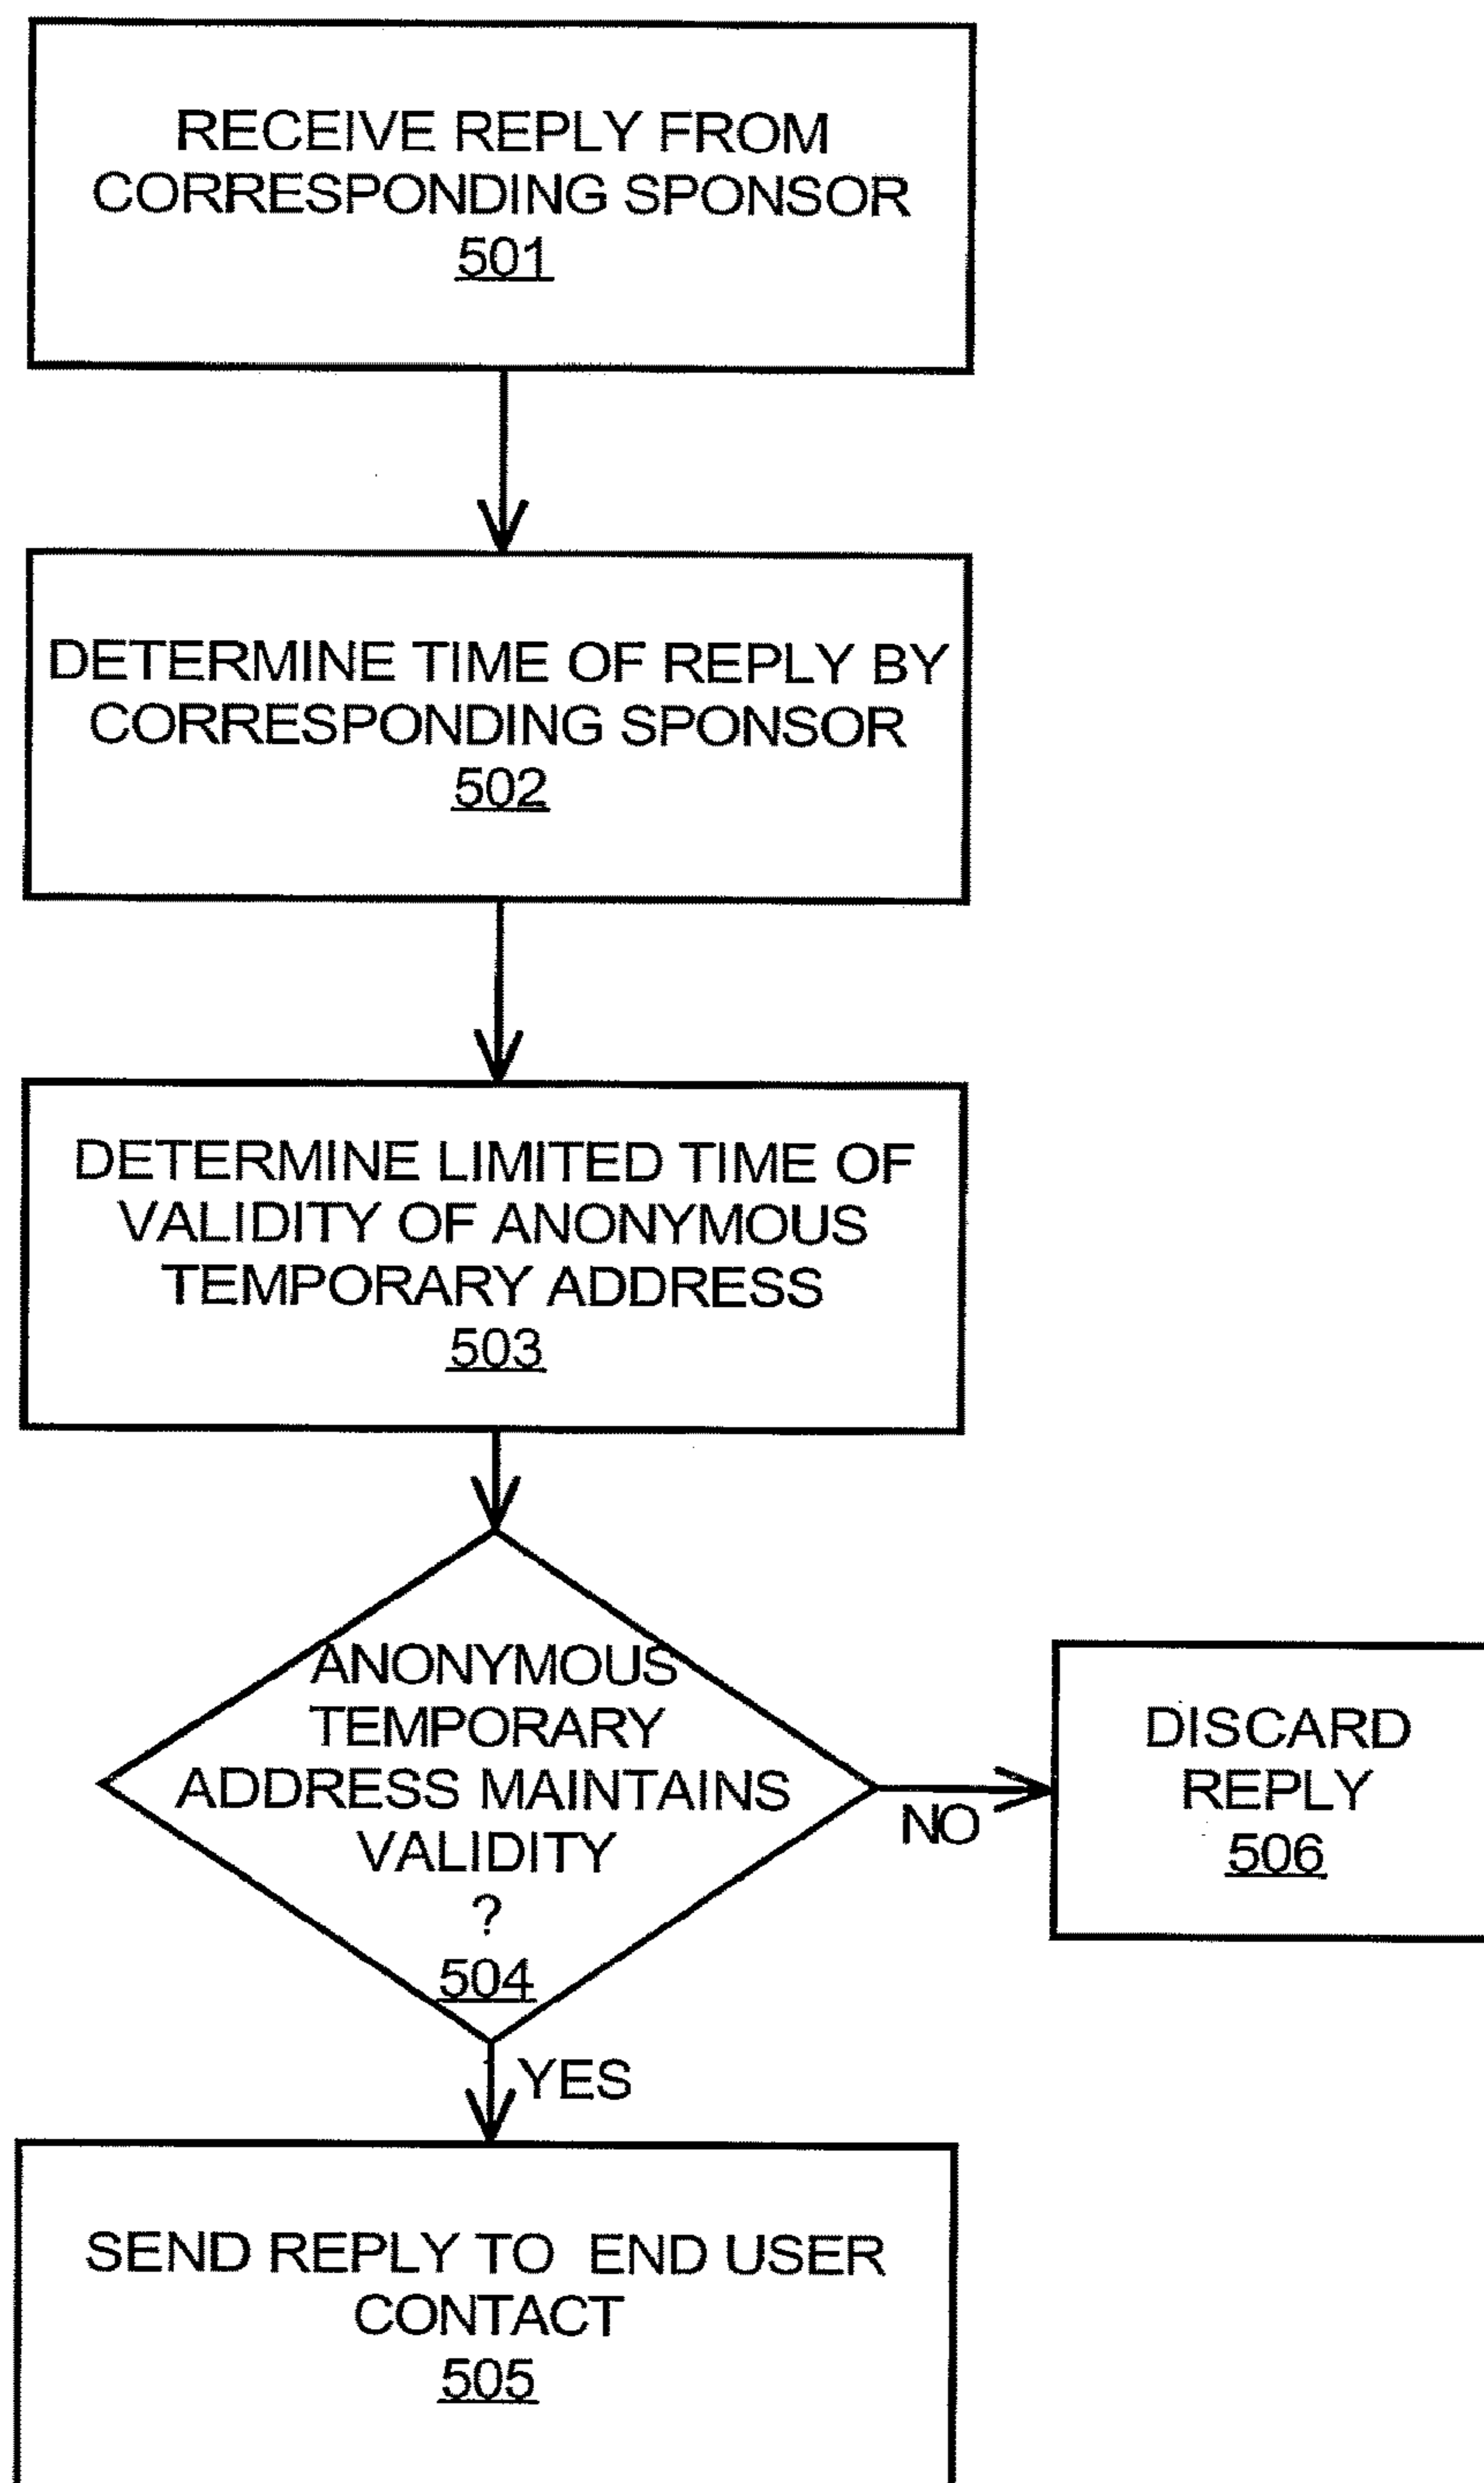 RECEIVE REPLY FROM
CORRESPONDING SPONSOR
501
DETERMINE TIME OF REPLY BY
CORRESPONDING SPONSOR
502
DETERMINE LIMITED TIME OF
VALIDITY OF ANONYMOUS
TEMPORARY ADDRESS
503
ANONYMOUS
TEMPORARY
ADDRESS MAINTAINS
VALIDITY
?
504
NO
DISCARD
REPLY
506
YES
SEND REPLY TO END USER
CONTACT
505